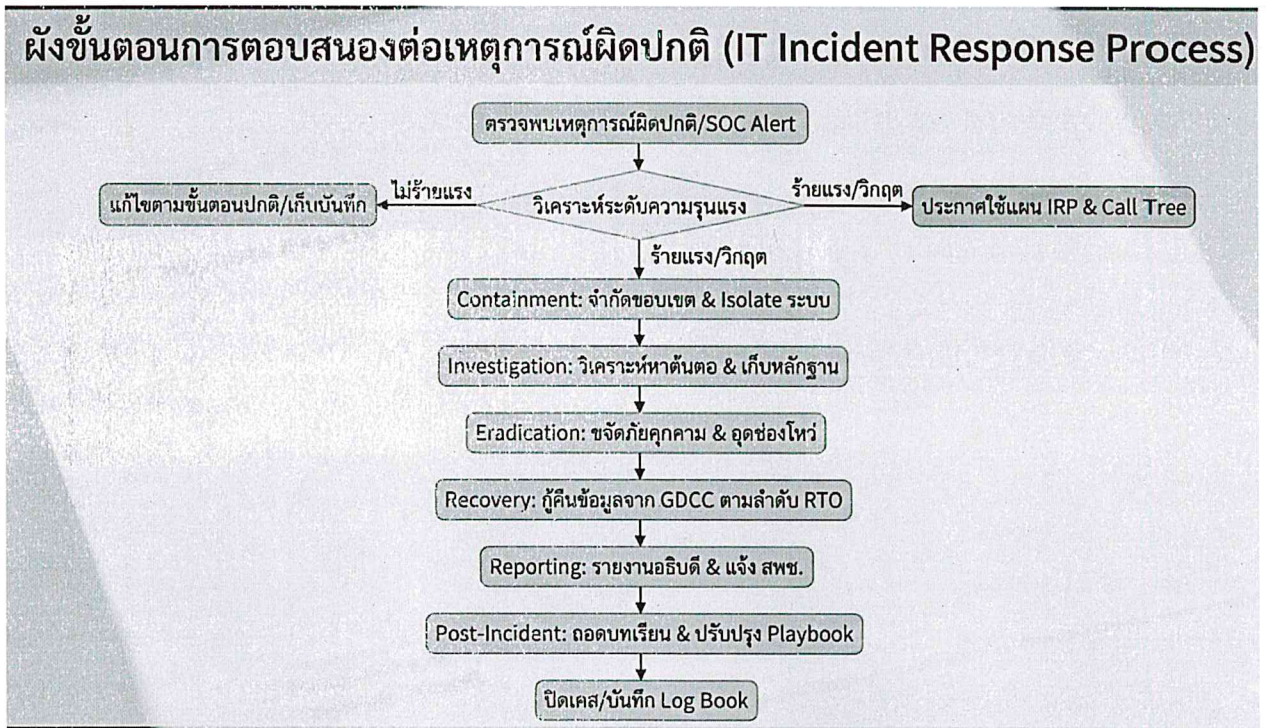 ผังขั้นตอนการตอบสนองต่อเหตุการณ์ผิดปกติ (IT Incident Response Process)
ตรวจพบเหตุการณ์ผิดปกติ/SOC Alert
ไม่ร้ายแรง
ร้ายแรง/วิกฤต
แก้ไขตามขั้นตอนปกติ/เก็บบันทึก
วิเคราะห์ระดับความรุนแรง
ประกาศใช้แผน IRP & Call Tree
ร้ายแรง/วิกฤต
Containment: จำกัดขอบเขต & Isolate ระบบ
Investigation: วิเคราะห์หาต้นตอ & เก็บหลักฐาน
Eradication: ขจัดภัยคุกคาม & อุดช่องโหว่
Recovery: กู้คืนข้อมูลจาก GDCC ตามลำดับ RTO
Reporting: รายงานอธิบดี & แจ้ง สพช.
Post-Incident: ถอดบทเรียน & ปรับปรุง Playbook
ปิดเคส/บันทึก Log Book